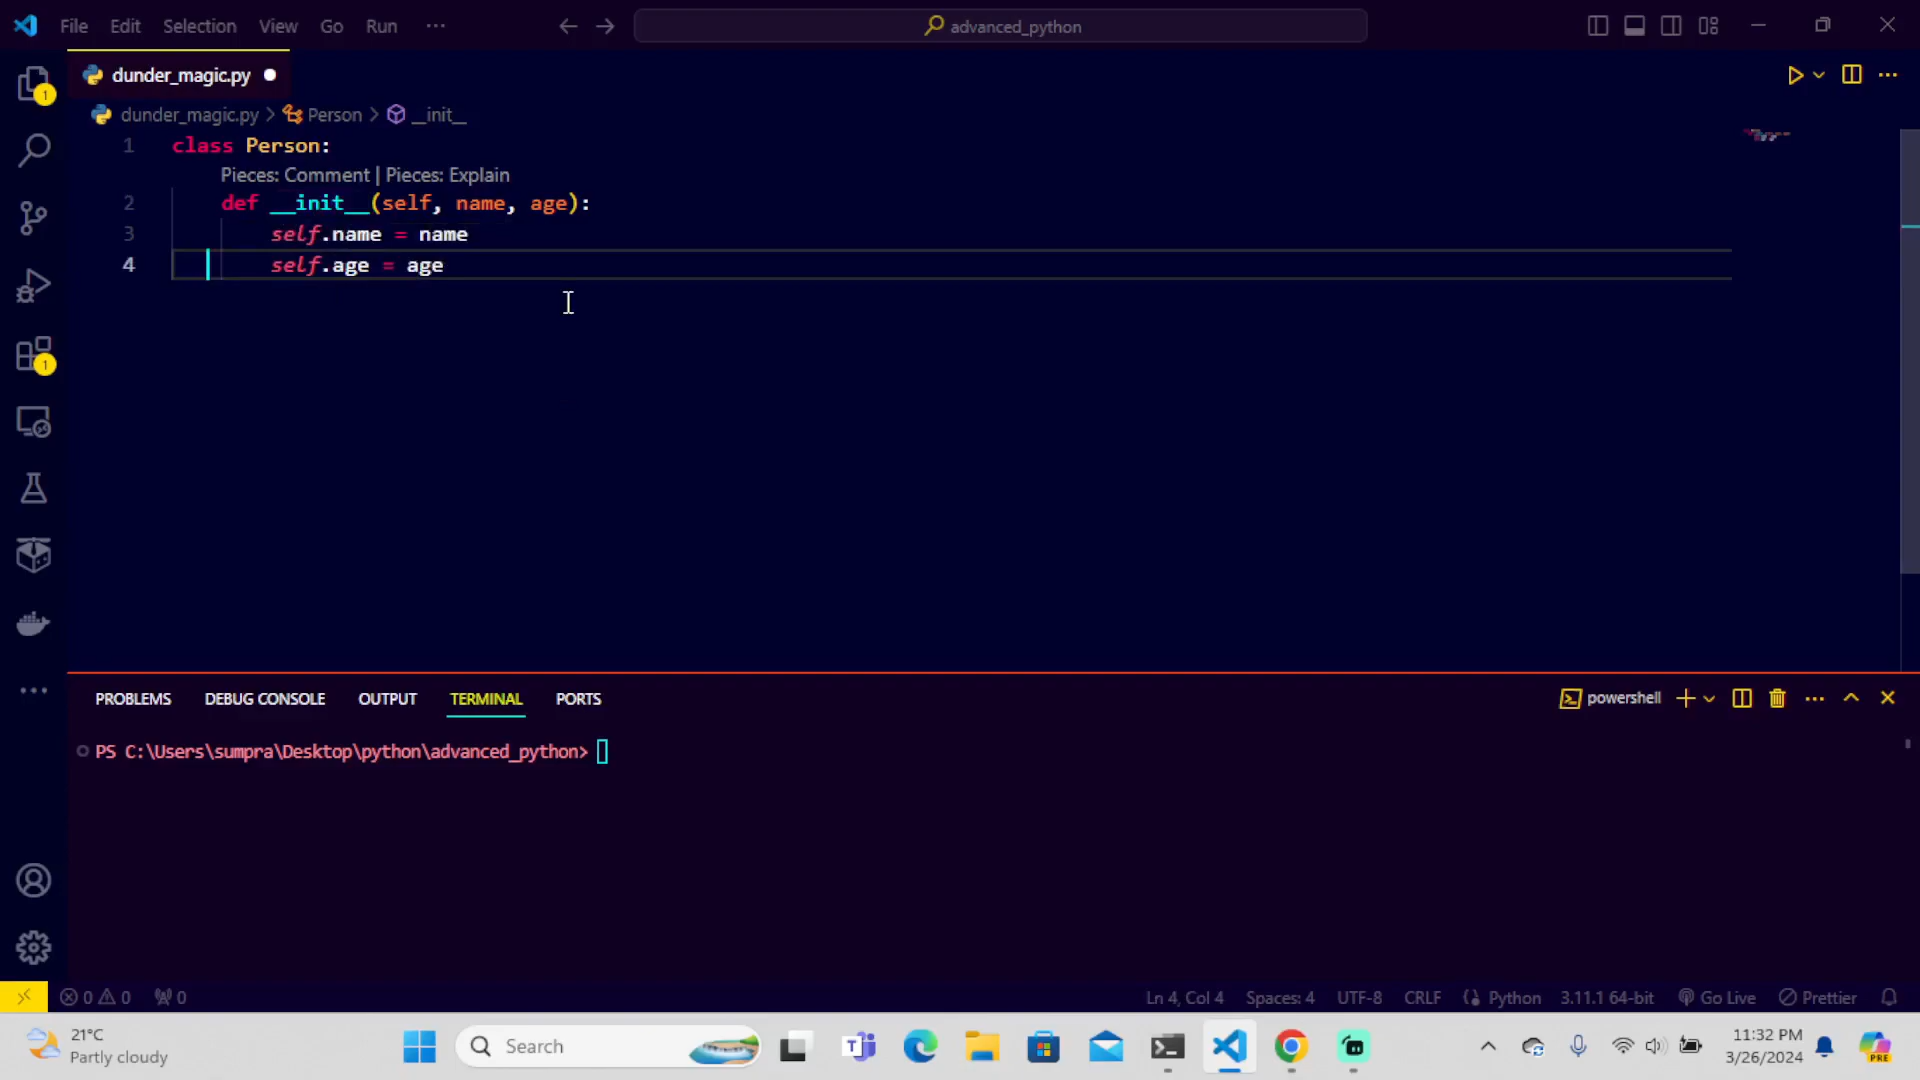 File Edit Selection View Go Run ···
advanced_python
dunder_magic.py
dunder_magic.py > Person > __init__
1 class Person:
Pieces: Comment | Pieces: Explain
2 def __init__(self, name, age):
3 self.name = name
4 self.age = age
1
1
PROBLEMS DEBUG CONSOLE OUTPUT TERMINAL PORTS
powershell
PS C:\Users\sumpra\Desktop\python\advanced_python>
0 0 0
Ln 4, Col 4 Spaces: 4 UTF-8 CRLF Python 3.11.1 64-bit Go Live Prettier
21°C
Partly cloudy
Search
11:32 PM
3/26/2024
PRE